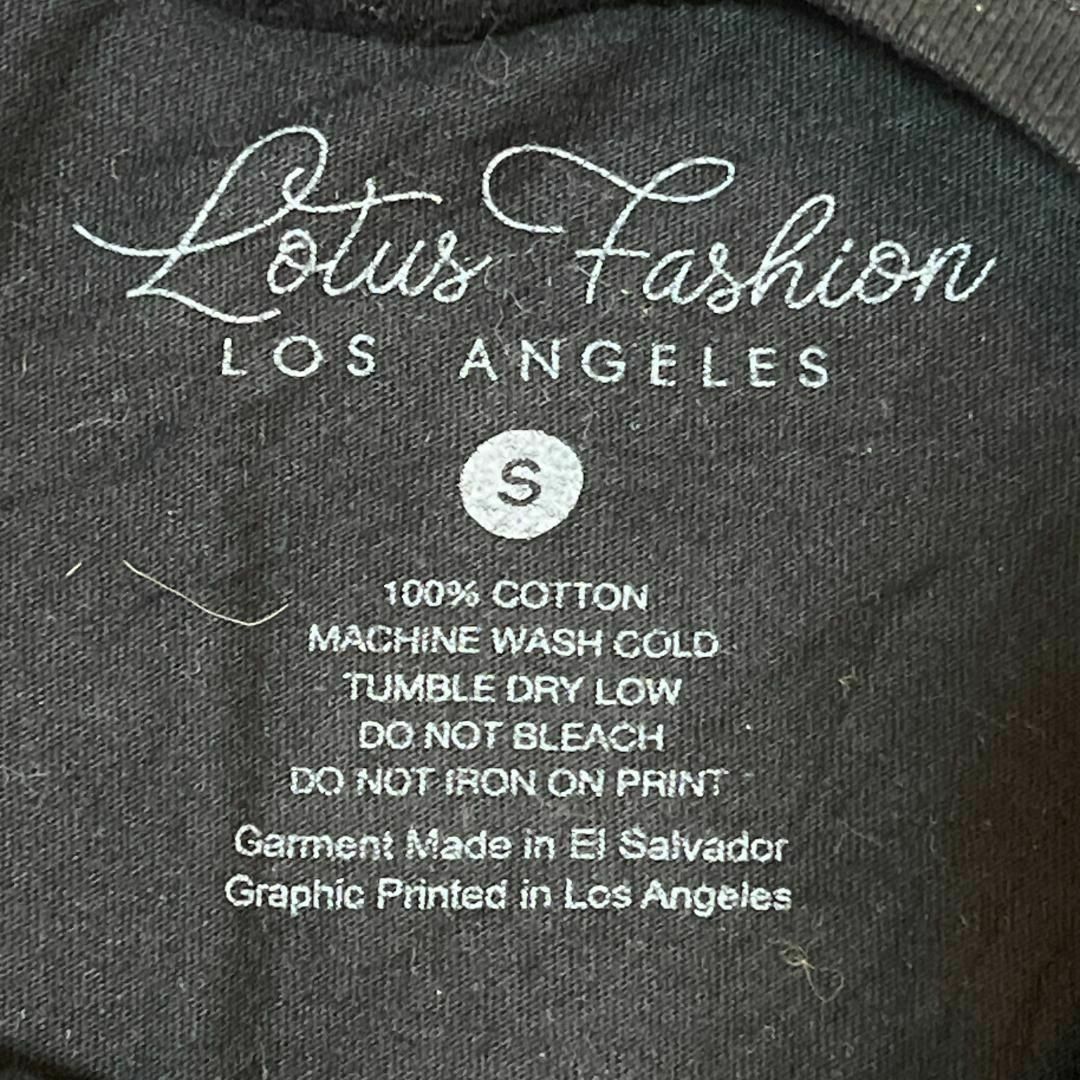 Lotus Fashion
LOS ANGELES
S
100% COTTON
MACHINE WASH COLD
TUMBLE DRY LOW
DO NOT BLEACH
DO NOT IRON ON PRINT
Garment Made in El Salvador
Graphic Printed in Los Angeles